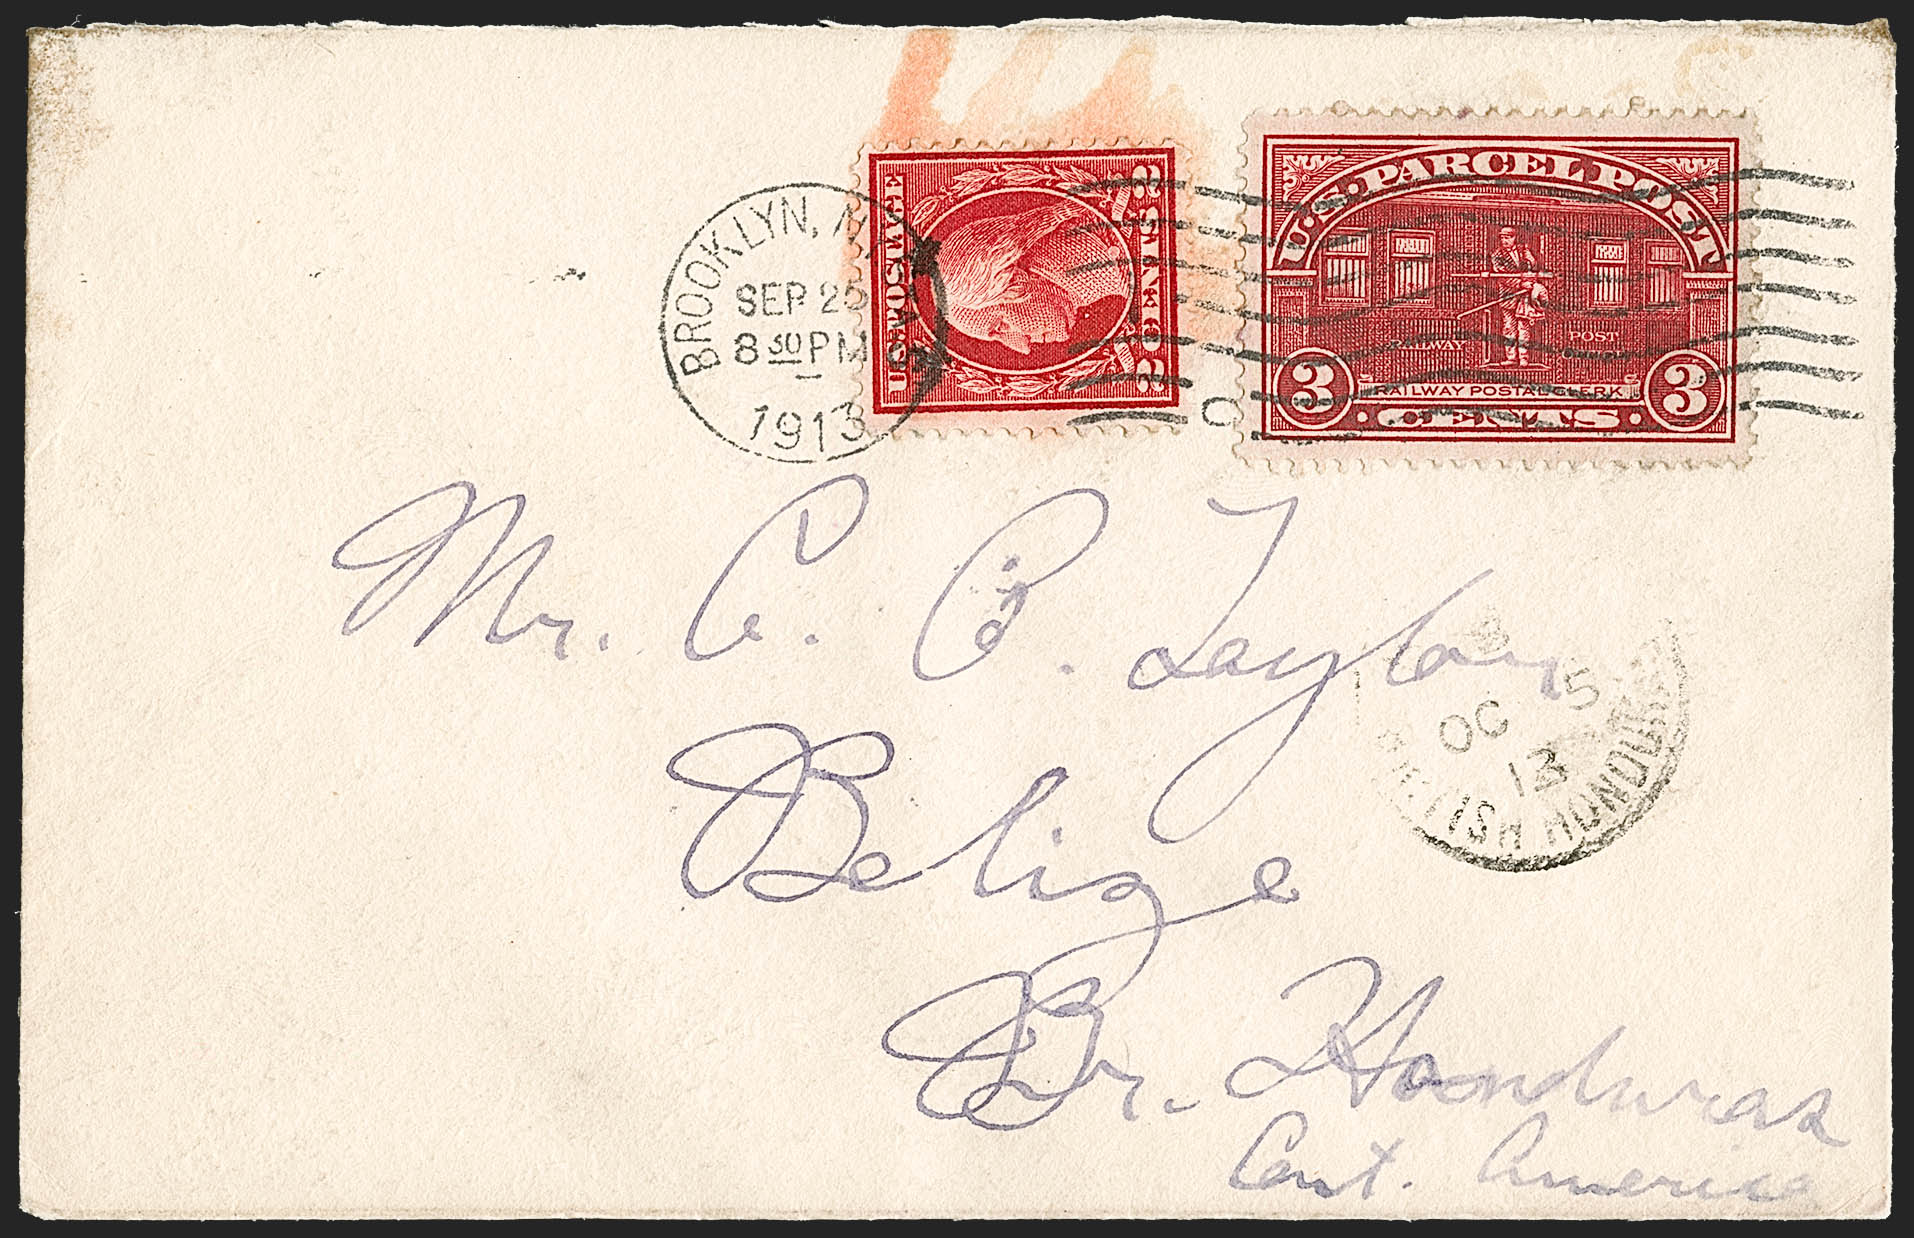 BROOKLYN, N.Y.
SEP 25
8 30 PM
1913
U.S. POSTAGE
2 CENTS 2
U.S. PARCEL POST
RAILWAY POST
RAILWAY POSTAL CLERK
3 CENTS 3
Mr. C. C. Taylor
Belize
Br. Honduras
Cent. America
OC 5
13
BRITISH HONDURAS